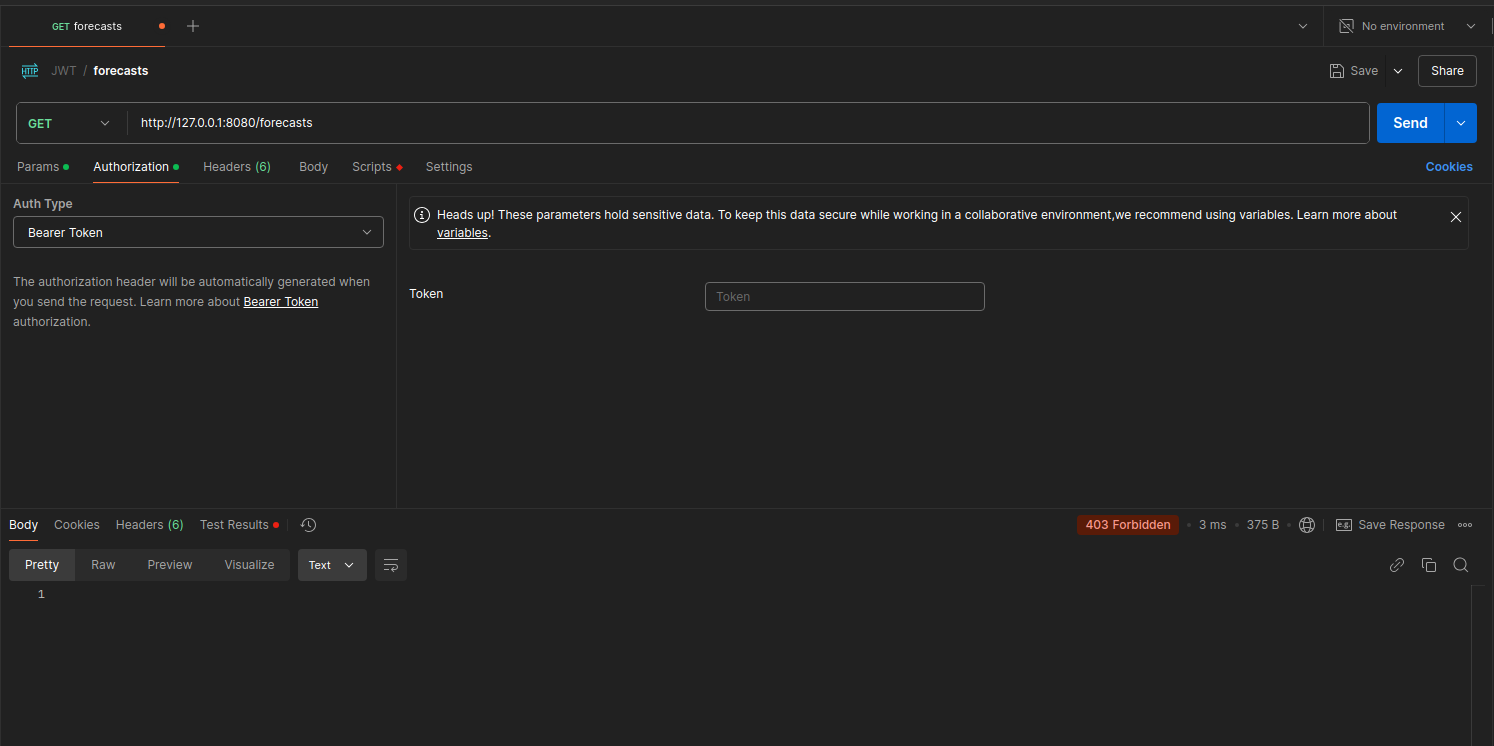 GET forecasts
No environment
HTTP JWT / forecasts
Save
Share
GET http://127.0.0.1:8080/forecasts
Send
Params Authorization Headers (6) Body Scripts Settings
Cookies
Auth Type
Bearer Token
The authorization header will be automatically generated when
you send the request. Learn more about Bearer Token
authorization.
Heads up! These parameters hold sensitive data. To keep this data secure while working in a collaborative environment,we recommend using variables. Learn more about
variables.
Token
Token
Body Cookies Headers (6) Test Results
403 Forbidden 3 ms 375 B
e.g. Save Response
Pretty Raw Preview Visualize Text
1